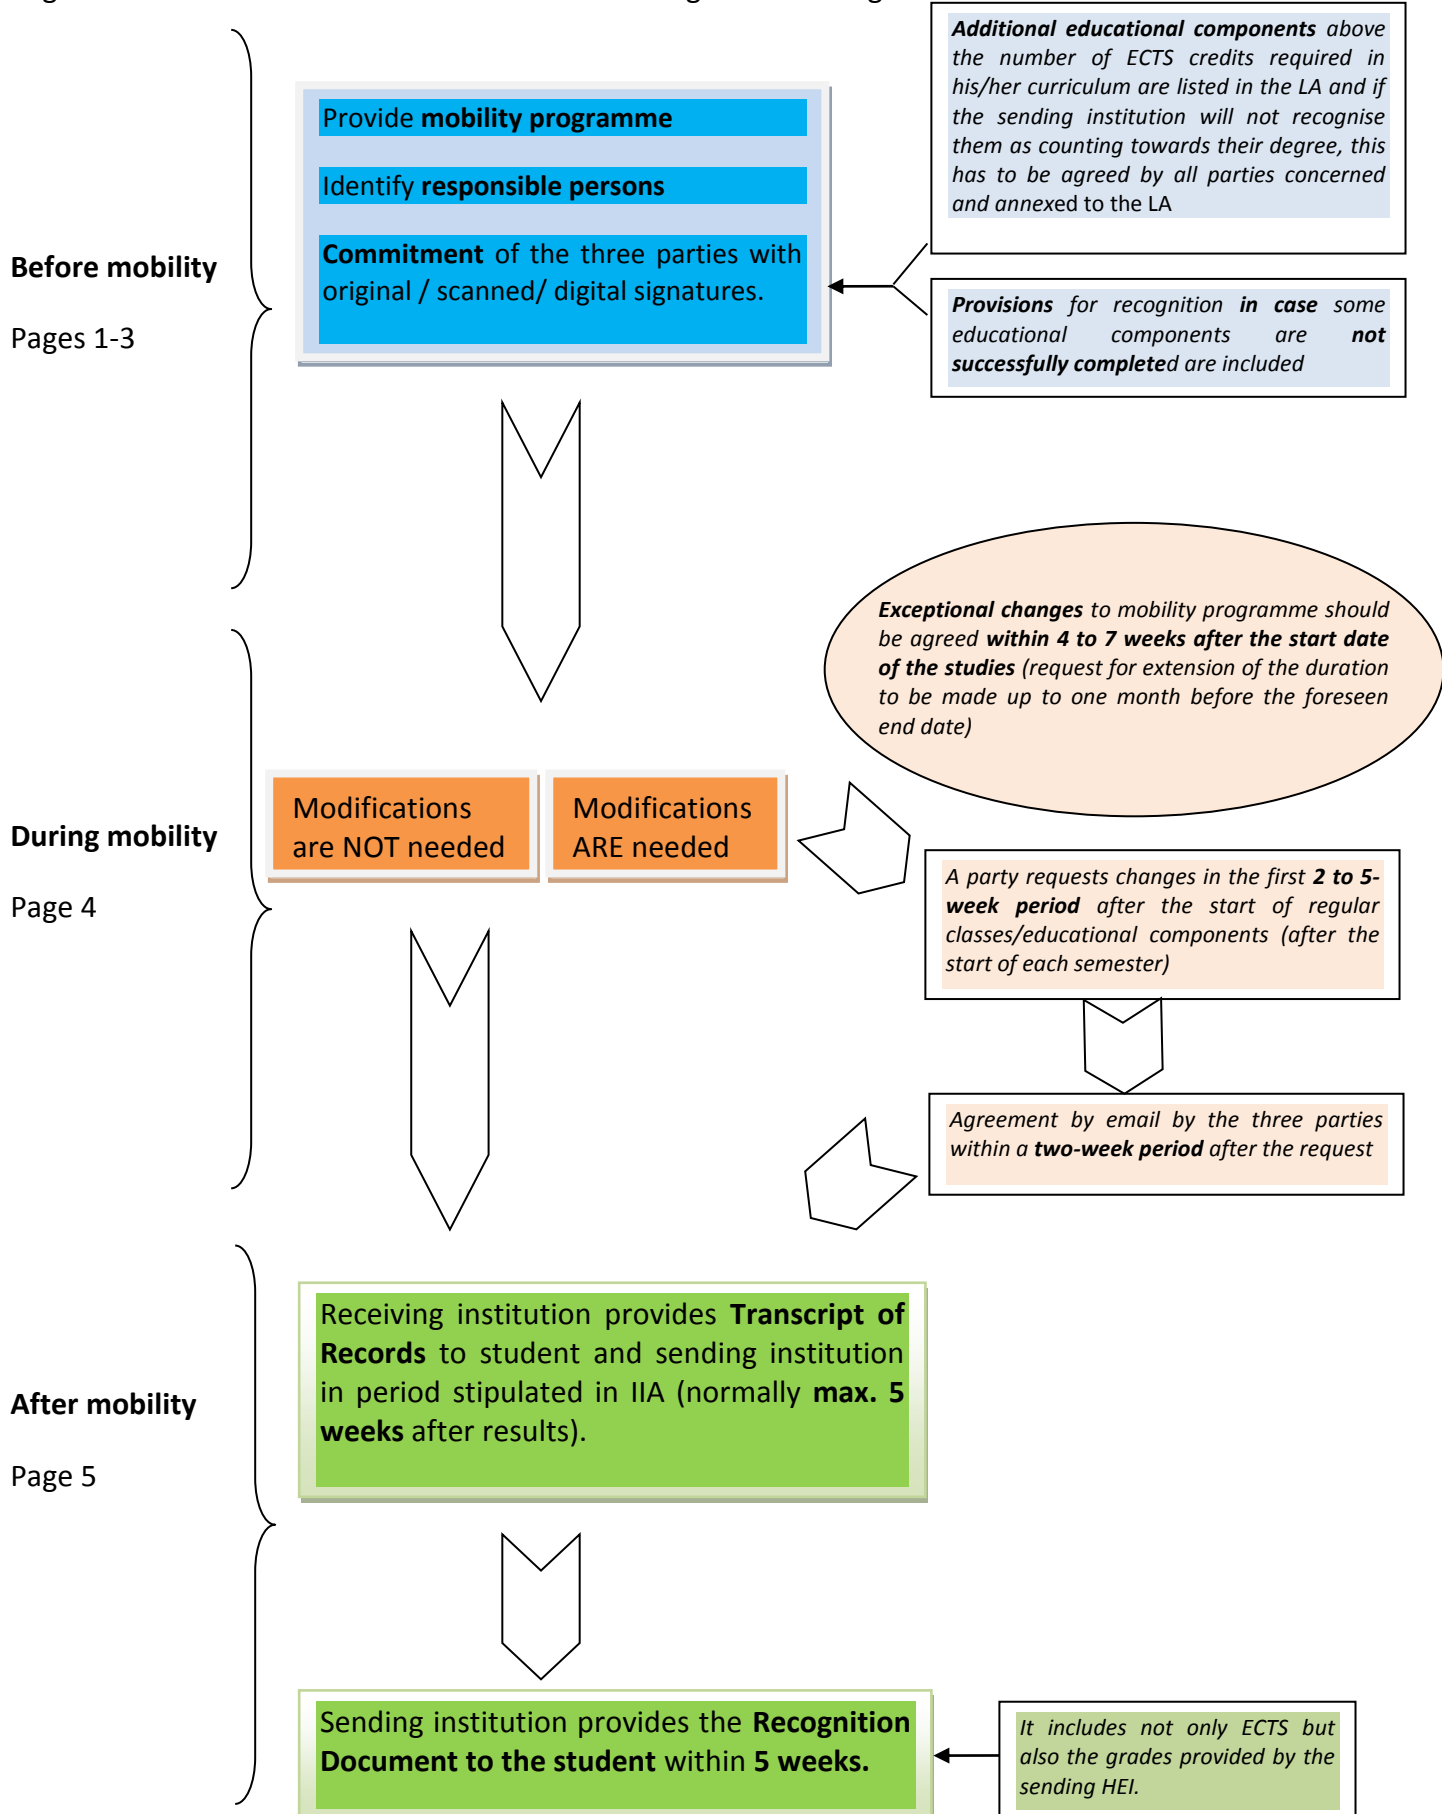 Additional educational components above
the number of ECTS credits required in
his/her curriculum are listed in the LA and if
the sending institution will not recognise
them as counting towards their degree, this
has to be agreed by all parties concerned
and annexed to the LA
Provide mobility programme
Identify responsible persons
Commitment of the three parties with
original / scanned/ digital signatures.
Before mobility
Pages 1-3
Provisions for recognition in case some
educational components are not
successfully completed are included
Exceptional changes to mobility programme should
be agreed within 4 to 7 weeks after the start date
of the studies (request for extension of the duration
to be made up to one month before the foreseen
end date)
During mobility
Page 4
Modifications
are NOT needed
Modifications
ARE needed
A party requests changes in the first 2 to 5-
week period after the start of regular
classes/educational components (after the
start of each semester)
Agreement by email by the three parties
within a two-week period after the request
After mobility
Page 5
Receiving institution provides Transcript of
Records to student and sending institution
in period stipulated in IIA (normally max. 5
weeks after results).
Sending institution provides the Recognition
Document to the student within 5 weeks.
It includes not only ECTS but
also the grades provided by the
sending HEI.